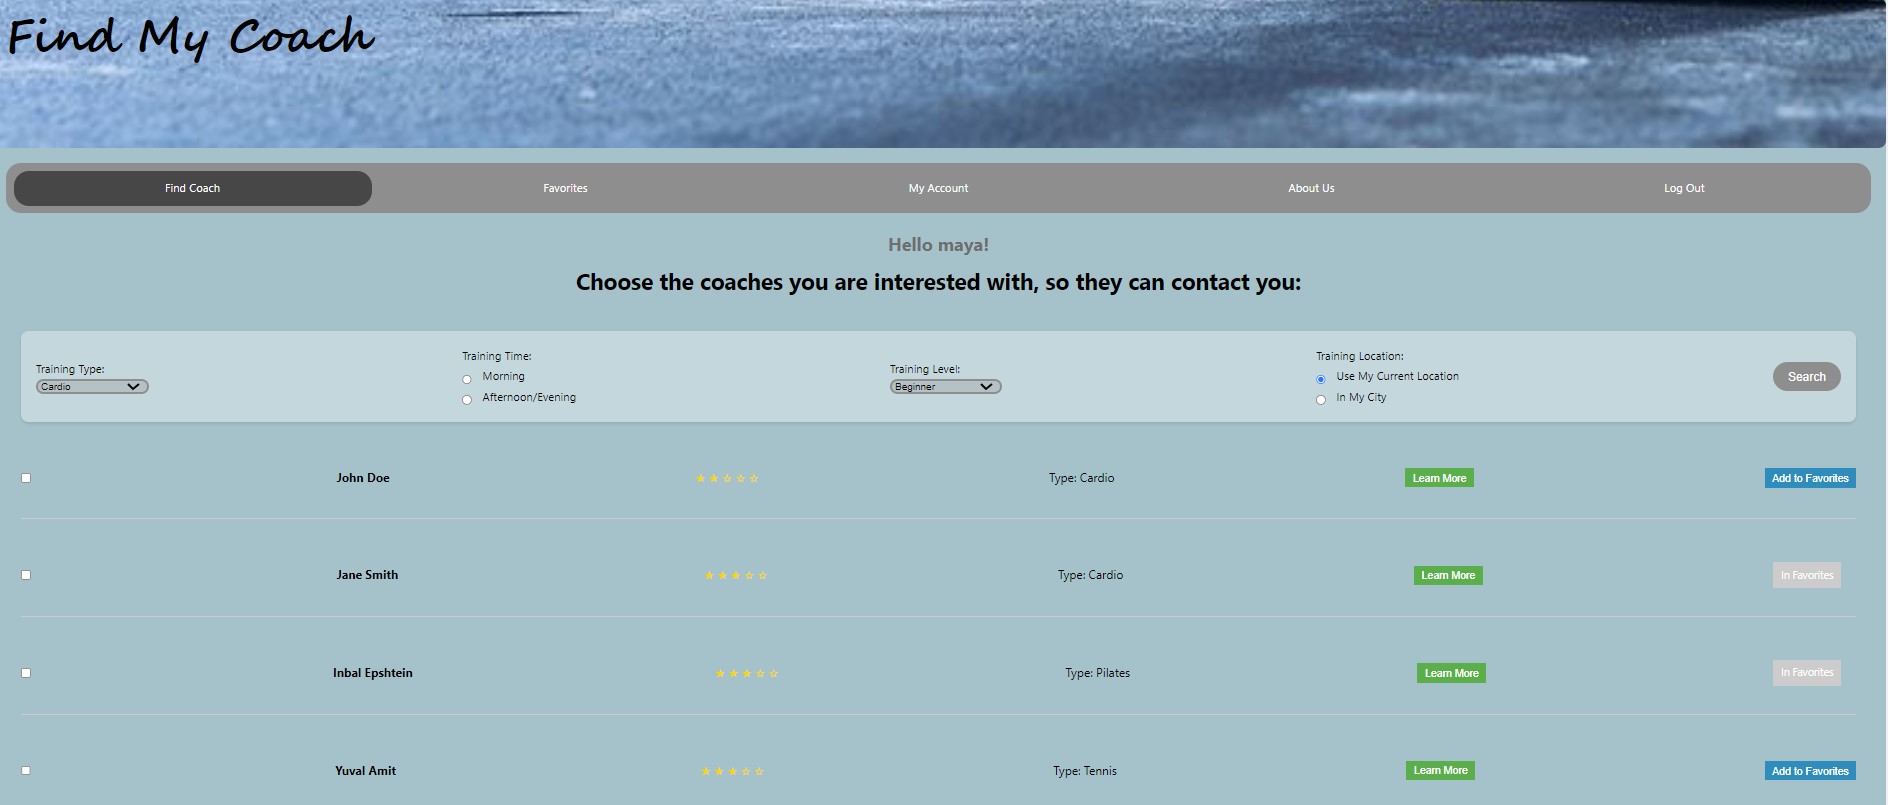 Find My Coach
Find Coach Favorites My Account About Us Log Out
Hello maya!
Choose the coaches you are interested with, so they can contact you:
Training Type:
Cardio
Training Time:
Morning
Afternoon/Evening
Training Level:
Beginner
Training Location:
Use My Current Location
In My City
Search
John Doe ★★☆☆☆ Type: Cardio Learn More Add to Favorites
Jane Smith ★★★☆☆ Type: Cardio Learn More In Favorites
Inbal Epshtein ★★★☆☆ Type: Pilates Learn More In Favorites
Yuval Amit ★★★☆☆ Type: Tennis Learn More Add to Favorites